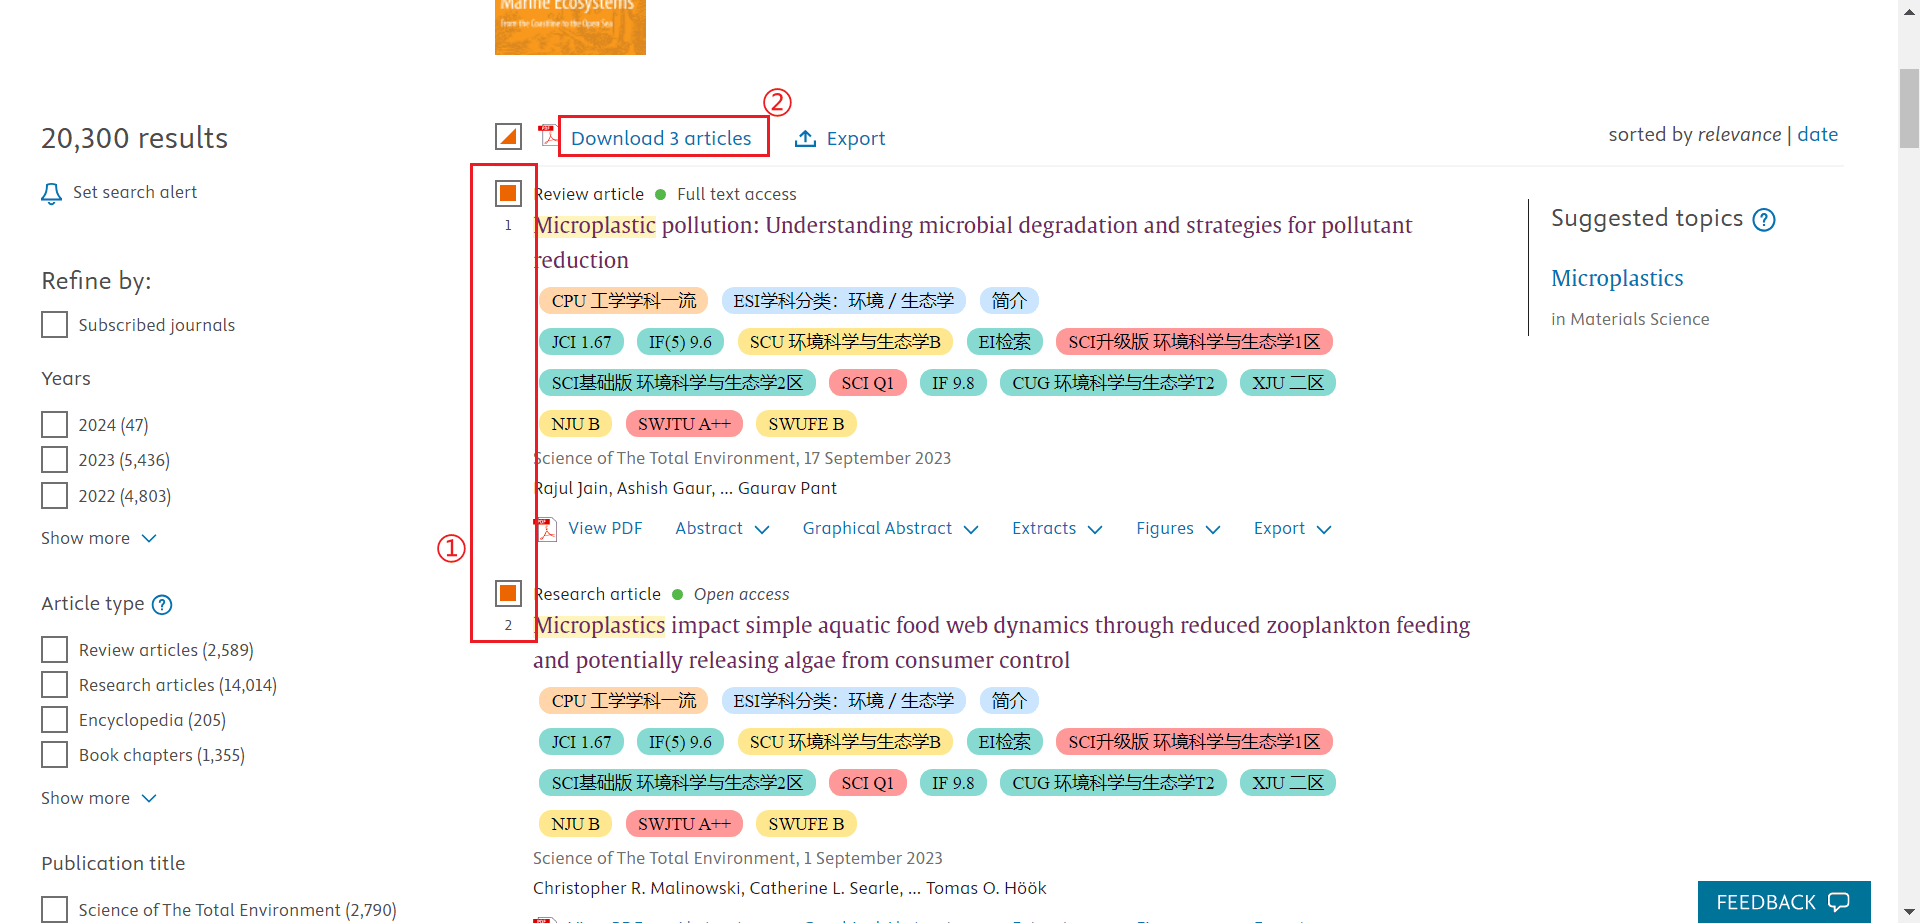 Marine Ecosystems
From the Coastline to the Open Sea
20,300 results
Set search alert
Refine by:
Subscribed journals
Years
2024 (47)
2023 (5,436)
2022 (4,803)
Show more
Article type ?
Review articles (2,589)
Research articles (14,014)
Encyclopedia (205)
Book chapters (1,355)
Show more
Publication title
Science of The Total Environment (2,790)
②
Download 3 articles Export
sorted by relevance | date
①
Review article Full text access
1 Microplastic pollution: Understanding microbial degradation and strategies for pollutant
reduction
CPU 工学学科一流 ESI学科分类：环境 / 生态学 简介
JCI 1.67 IF(5) 9.6 SCU 环境科学与生态学B EI检索 SCI升级版 环境科学与生态学1区
SCI基础版 环境科学与生态学2区 SCI Q1 IF 9.8 CUG 环境科学与生态学T2 XJU 二区
NJU B SWJTU A++ SWUFE B
Science of The Total Environment, 17 September 2023
Rajul Jain, Ashish Gaur, ... Gaurav Pant
View PDF Abstract Graphical Abstract Extracts Figures Export
Research article Open access
2 Microplastics impact simple aquatic food web dynamics through reduced zooplankton feeding
and potentially releasing algae from consumer control
CPU 工学学科一流 ESI学科分类：环境 / 生态学 简介
JCI 1.67 IF(5) 9.6 SCU 环境科学与生态学B EI检索 SCI升级版 环境科学与生态学1区
SCI基础版 环境科学与生态学2区 SCI Q1 IF 9.8 CUG 环境科学与生态学T2 XJU 二区
NJU B SWJTU A++ SWUFE B
Science of The Total Environment, 1 September 2023
Christopher R. Malinowski, Catherine L. Searle, ... Tomas O. Höök
Suggested topics ?
Microplastics
in Materials Science
FEEDBACK